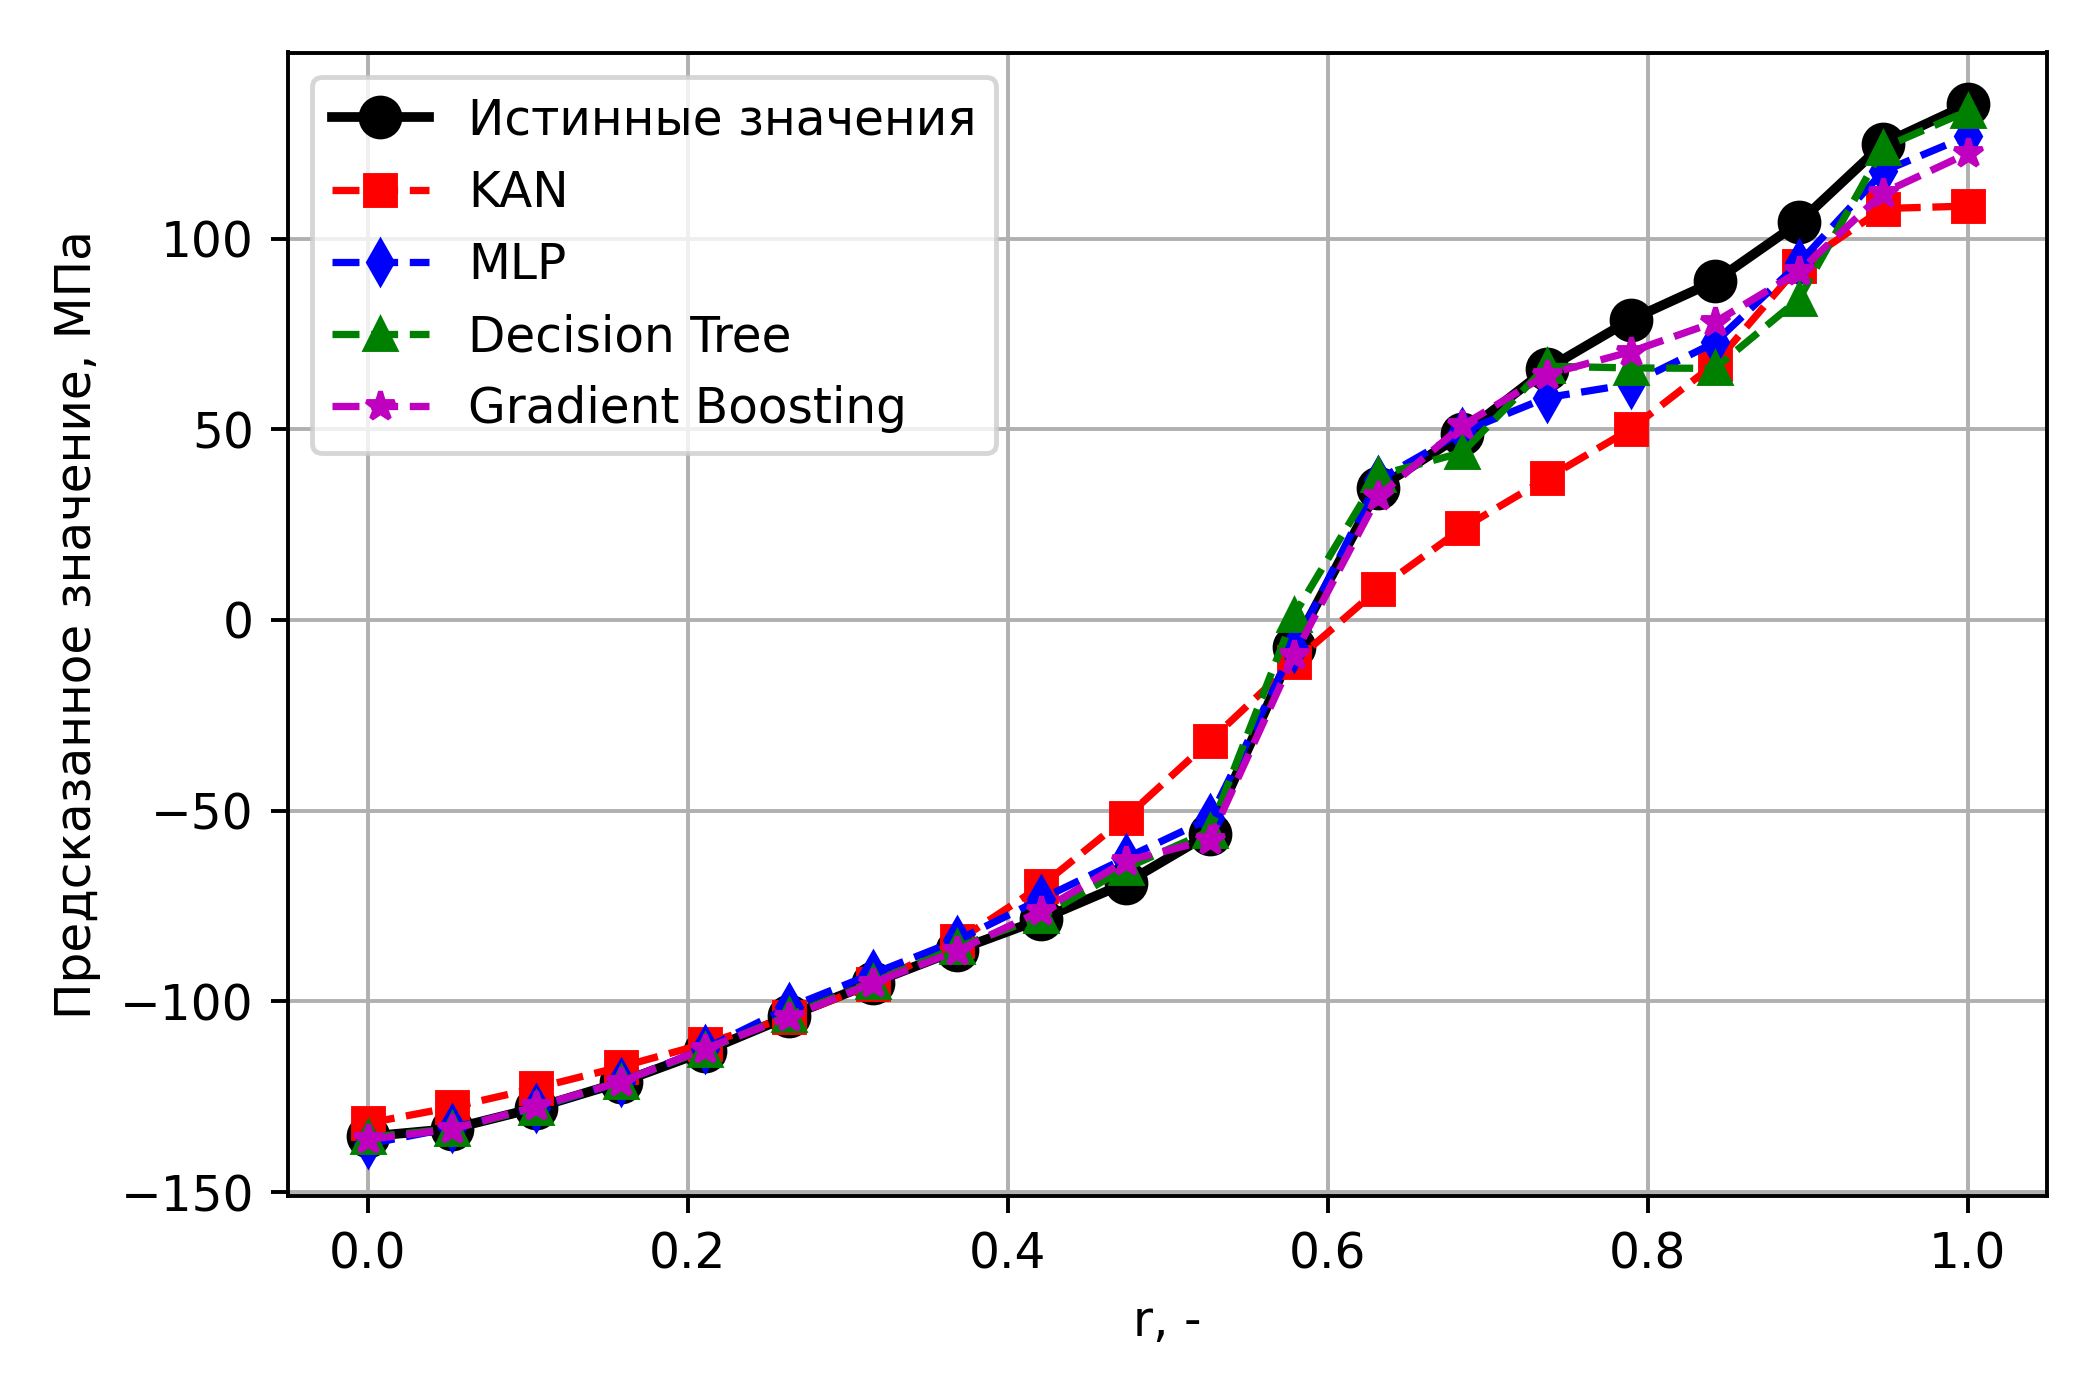 Истинные значения
KAN
MLP
Decision Tree
Gradient Boosting
Предсказанное значение, МПа
100
50
0
−50
−100
−150
0.0 0.2 0.4 0.6 0.8 1.0
r, -